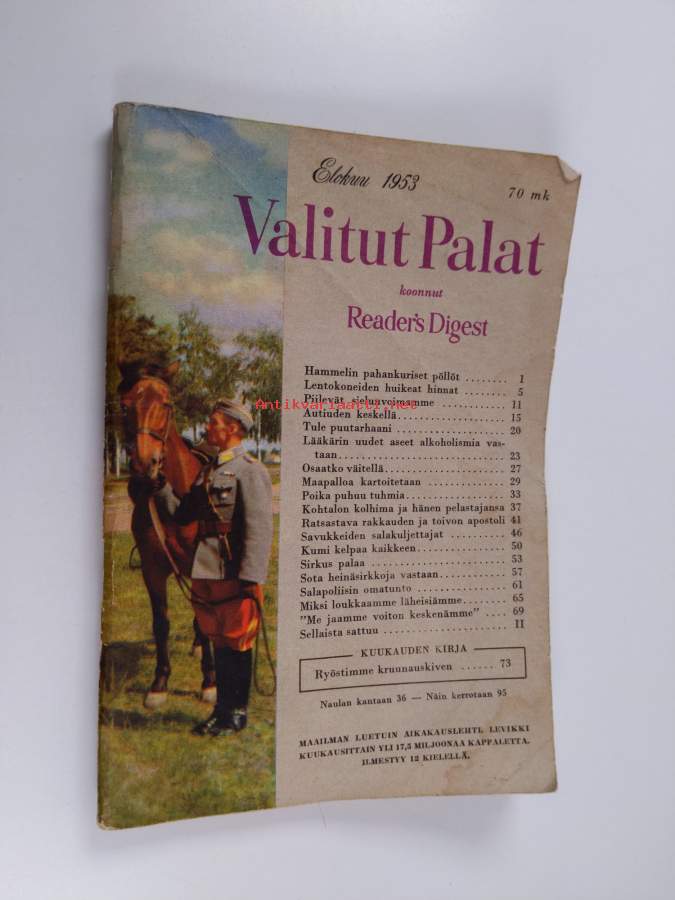 Elokuu 1953
70 mk
Valitut Palat
koonnut
Reader's Digest
Hammelin pahankuriset pöllöt ........ 1
Lentokoneiden huikeat hinnat ........ 5
Piilevät sielunvoimamme ........ 11
Antikvariaatti.net
Autiuden keskellä ........ 15
Tule puutarhaani ........ 20
Lääkärin uudet aseet alkoholismia vas-
taan ........ 23
Osaatko väitellä ........ 27
Maapalloa kartoitetaan ........ 29
Poika puhuu tuhmia ........ 33
Kohtalon kolhima ja hänen pelastajansa 37
Ratsastava rakkauden ja toivon apostoli 41
Savukkeiden salakuljettajat ........ 46
Kumi kelpaa kaikkeen ........ 50
Sirkus palaa ........ 53
Sota heinäsirkkoja vastaan ........ 57
Salapoliisin omatunto ........ 61
Miksi loukkaamme läheisiämme ........ 65
"Me jaamme voiton keskenämme" ... 69
Sellaista sattuu ........ II
KUUKAUDEN KIRJA
Ryöstimme kruunauskiven ...... 73
Naulan kantaan 36 — Näin kerrotaan 95
MAAILMAN LUETUIN AIKAKAUSLEHTI. LEVIKKI
KUUKAUSITTAIN YLI 17,5 MILJOONAA KAPPALETTA.
ILMESTYY 12 KIELELLÄ.